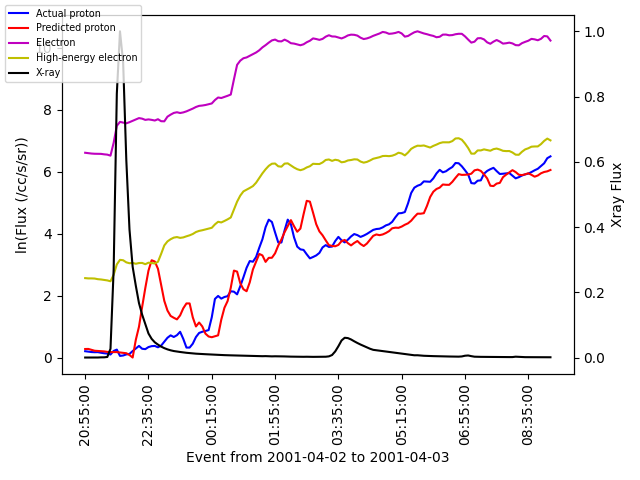 Actual proton
Predicted proton
Electron
High-energy electron
X-ray
10
8
6
4
2
0
ln(Flux (/cc/s/sr))
1.0
0.8
0.6
0.4
0.2
0.0
Xray Flux
20:55:00
22:35:00
00:15:00
01:55:00
03:35:00
05:15:00
06:55:00
08:35:00
Event from 2001-04-02 to 2001-04-03